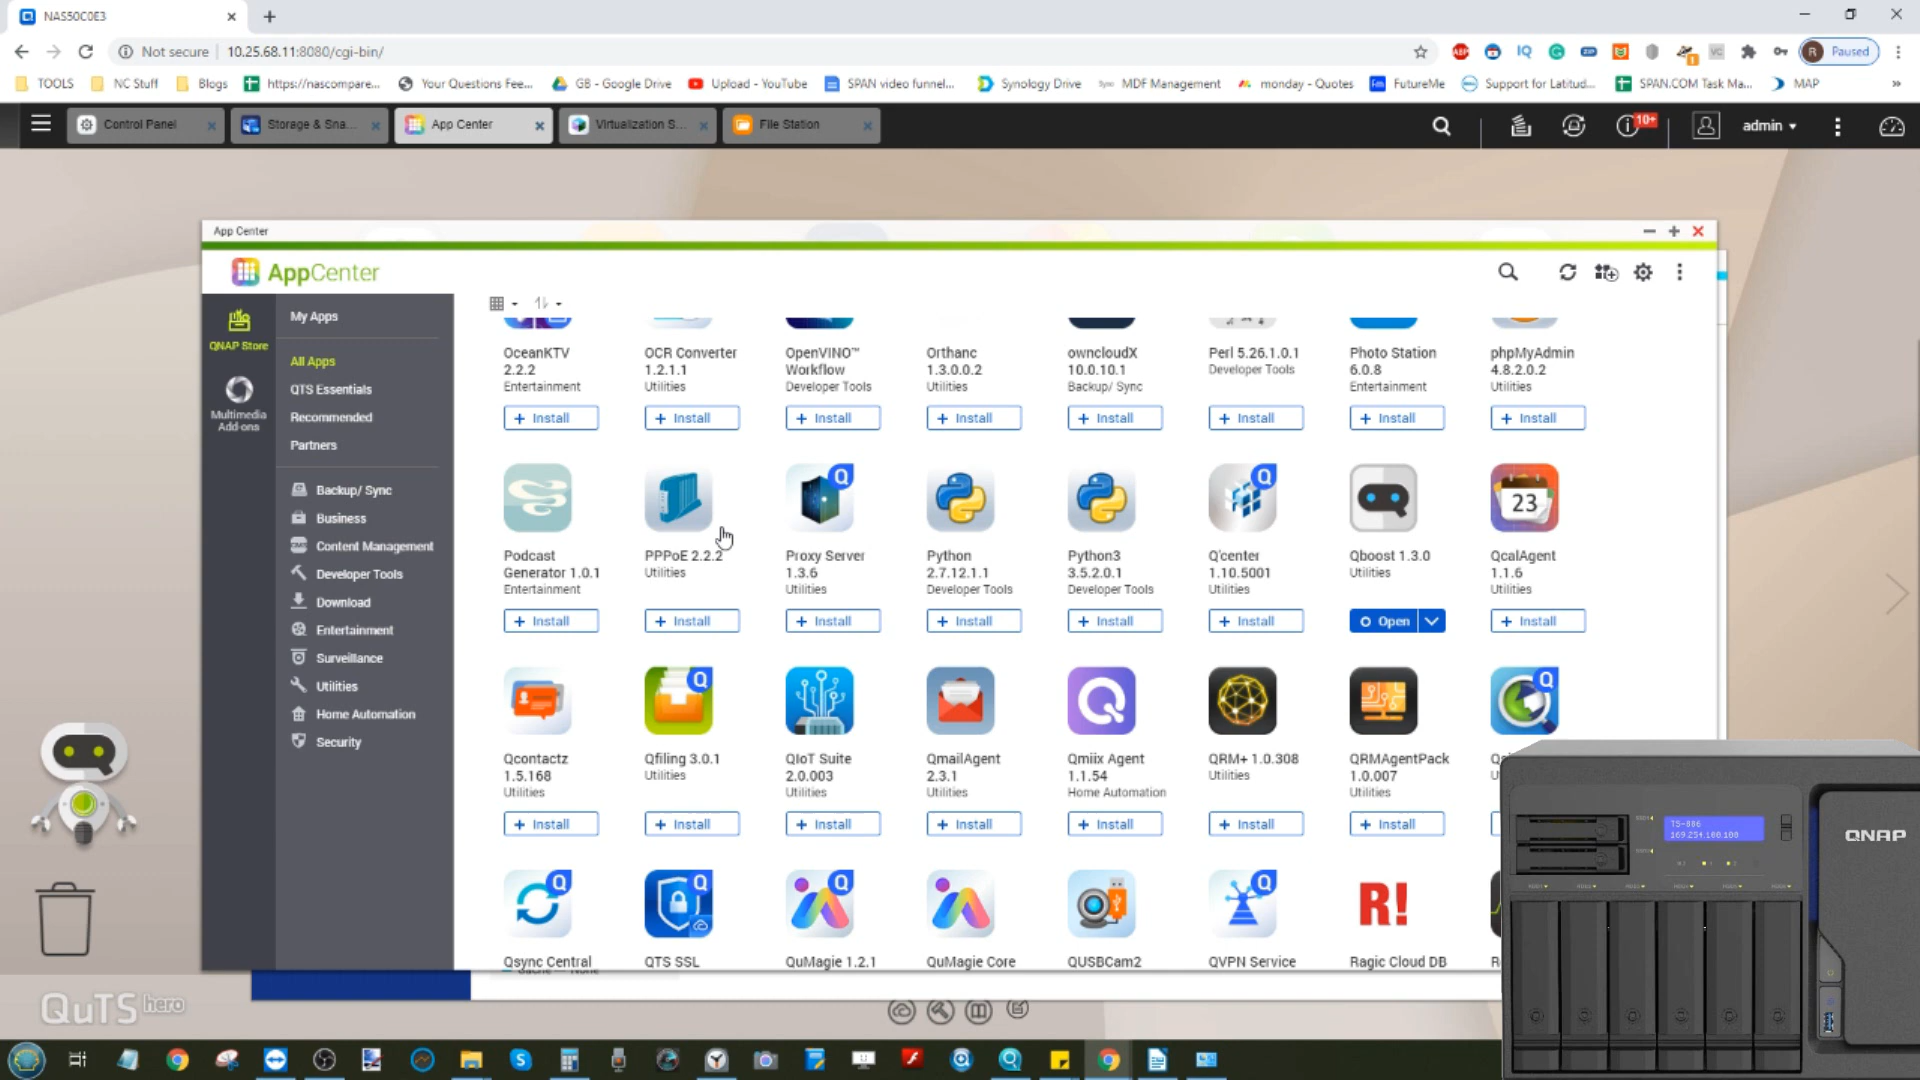 NAS50C0E3
Not secure 10.25.68.11:8080/cgi-bin/
Paused
TOOLS NC Stuff Blogs https://nascompare... Your Questions Fee... GB - Google Drive Upload - YouTube SPAN video funnel... Synology Drive MDF Management monday - Quotes FutureMe Support for Latitud... SPAN.COM Task Ma... MAP
Control Panel Storage & Sna... App Center Virtualization S... File Station 10+ admin
App Center
AppCenter
QNAP Store
Multimedia
Add-ons
My Apps
All Apps
QTS Essentials
Recommended
Partners
Backup/ Sync
Business
Content Management
Developer Tools
Download
Entertainment
Surveillance
Utilities
Home Automation
Security
OceanKTV OCR Converter OpenVINO™ Orthanc owncloudX Perl 5.26.1.0.1 Photo Station phpMyAdmin
2.2.2 1.2.1.1 Workflow 1.3.0.0.2 10.0.10.1 Developer Tools 6.0.8 4.8.2.0.2
Entertainment Utilities Developer Tools Utilities Backup/ Sync Entertainment Utilities
+ Install + Install + Install + Install + Install + Install + Install + Install
23
Podcast PPPoE 2.2.2 Proxy Server Python Python3 Q'center Qboost 1.3.0 QcalAgent
Generator 1.0.1 Utilities 1.3.6 2.7.12.1.1 3.5.2.0.1 1.10.5001 Utilities 1.1.6
Entertainment Utilities Developer Tools Developer Tools Utilities Utilities
+ Install + Install + Install + Install + Install + Install Open + Install
Qcontactz Qfiling 3.0.1 QIoT Suite QmailAgent Qmiix Agent QRM+ 1.0.308 QRMAgentPack
1.5.168 Utilities 2.0.003 2.3.1 1.1.54 Utilities 1.0.007
Utilities Utilities Utilities Home Automation Utilities
+ Install + Install + Install + Install + Install + Install + Install
R!
Qsync Central QTS SSL QuMagie 1.2.1 QuMagie Core QUSBCam2 QVPN Service Ragic Cloud DB
QuTS hero
TS-886
169.254.100.100
QNAP